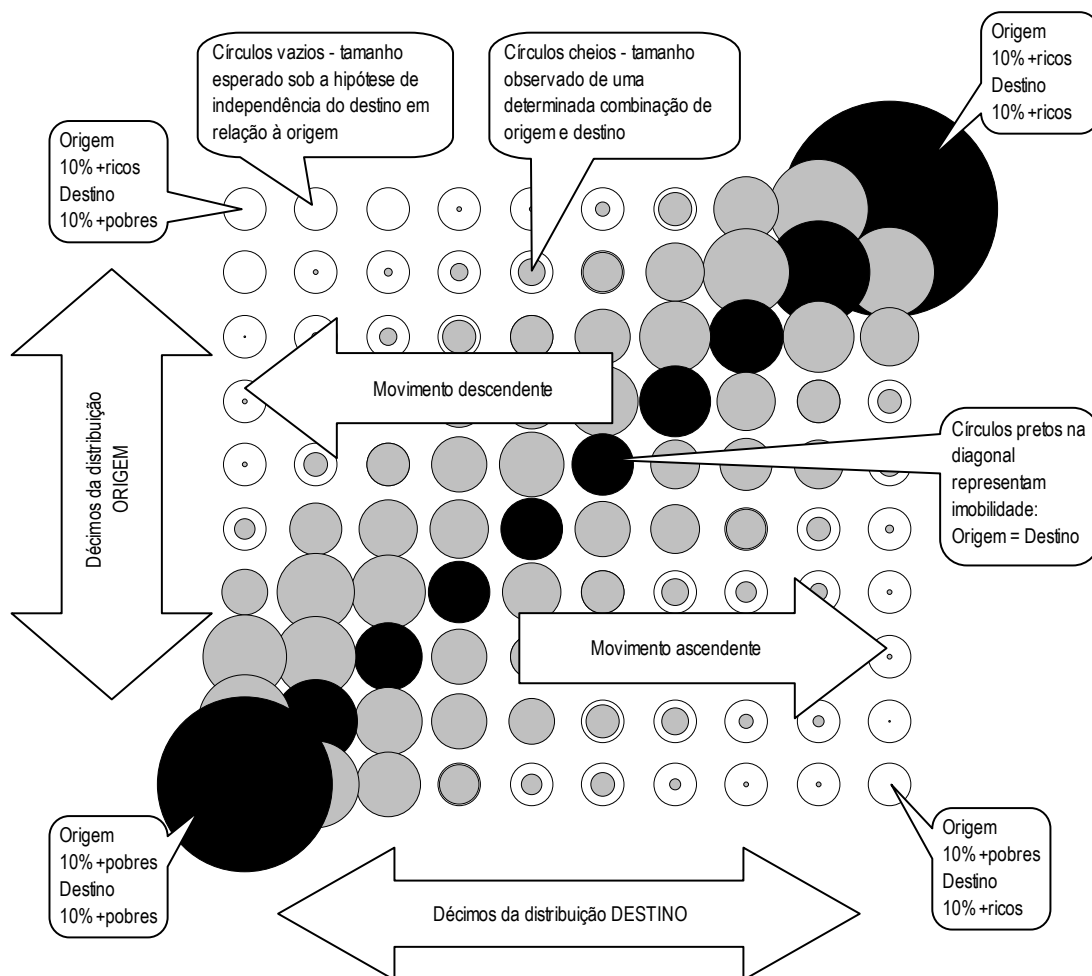 Círculos vazios - tamanho
esperado sob a hipótese de
independência do destino em
relação à origem
Círculos cheios - tamanho
observado de uma
determinada combinação de
origem e destino
Origem
10% +ricos
Destino
10% +ricos
Origem
10% +ricos
Destino
10% +pobres
Movimento descendente
Décimos da distribuição
ORIGEM
Círculos pretos na
diagonal
representam
imobilidade:
Origem = Destino
Movimento ascendente
Origem
10% +pobres
Destino
10% +pobres
Origem
10% +pobres
Destino
10% +ricos
Décimos da distribuição DESTINO